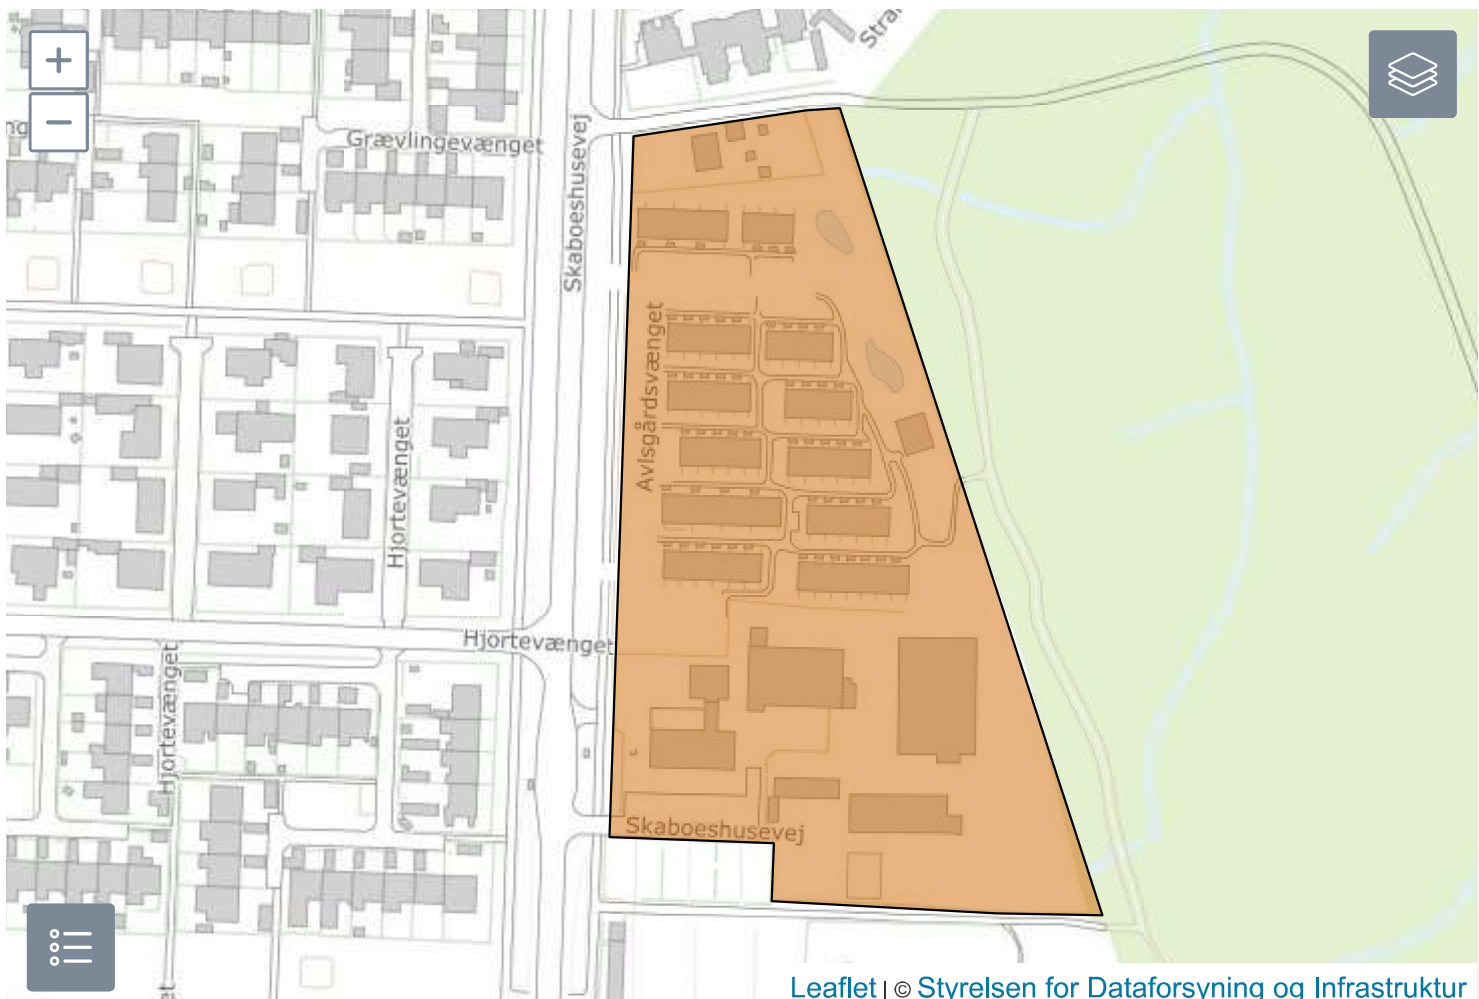 +
−
Grævlingevænget
Skaboeshusevej
Avlsgårdsvænget
Hjortevænget
Hjortevænget
Hjortevænget
Skaboeshusevej
Leaflet | © Styrelsen for Dataforsyning og Infrastruktur